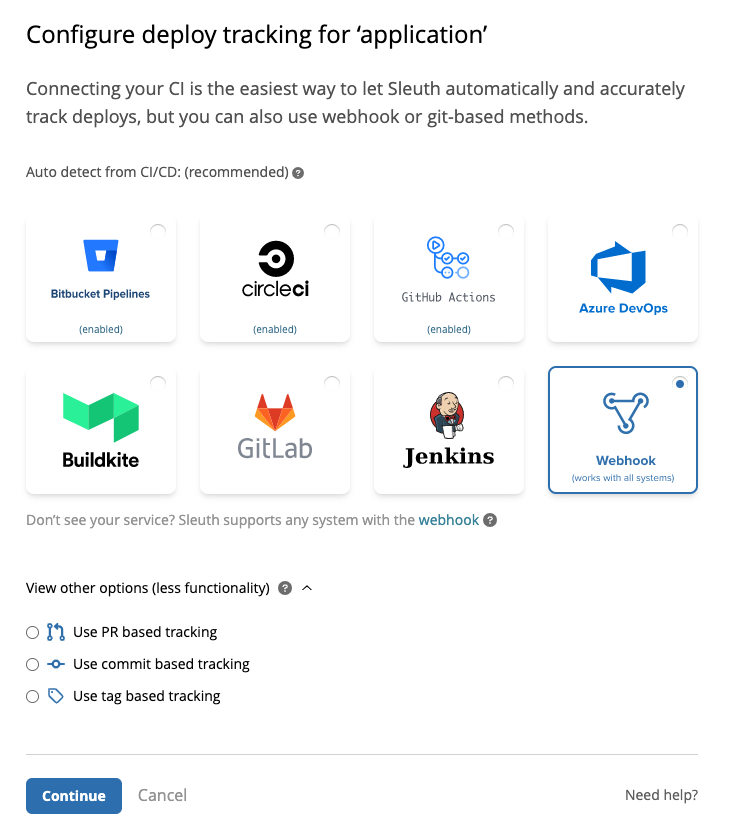 Configure deploy tracking for ‘application’
Connecting your CI is the easiest way to let Sleuth automatically and accurately
track deploys, but you can also use webhook or git-based methods.
Auto detect from CI/CD: (recommended) ?
Bitbucket Pipelines
(enabled)
circleci
(enabled)
GitHub Actions
(enabled)
Azure DevOps
Buildkite
GitLab
Jenkins
Webhook
(works with all systems)
Don’t see your service? Sleuth supports any system with the webhook ?
View other options (less functionality) ?
Use PR based tracking
Use commit based tracking
Use tag based tracking
Continue
Cancel
Need help?